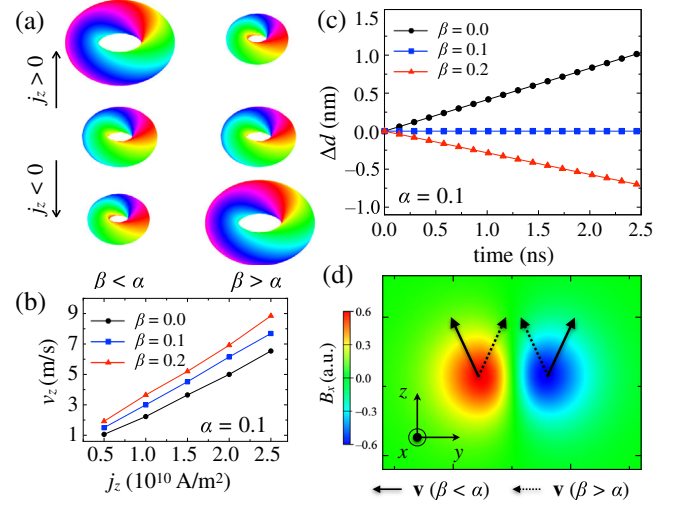 (a)
j_z > 0
j_z < 0
β < α
β > α
(b)
v_z (m/s)
9
7
5
3
1
β = 0.0
β = 0.1
β = 0.2
α = 0.1
0.5
1.0
1.5
2.0
2.5
j_z (10¹⁰ A/m²)
(c)
Δd (nm)
1.5
1.0
0.5
0.0
−0.5
−1.0
β = 0.0
β = 0.1
β = 0.2
α = 0.1
0.0
0.5
1.0
1.5
2.0
2.5
time (ns)
(d)
B_x (a.u.)
0.6
0.3
0.0
−0.3
−0.6
z
x
y
v (β < α)
v (β > α)